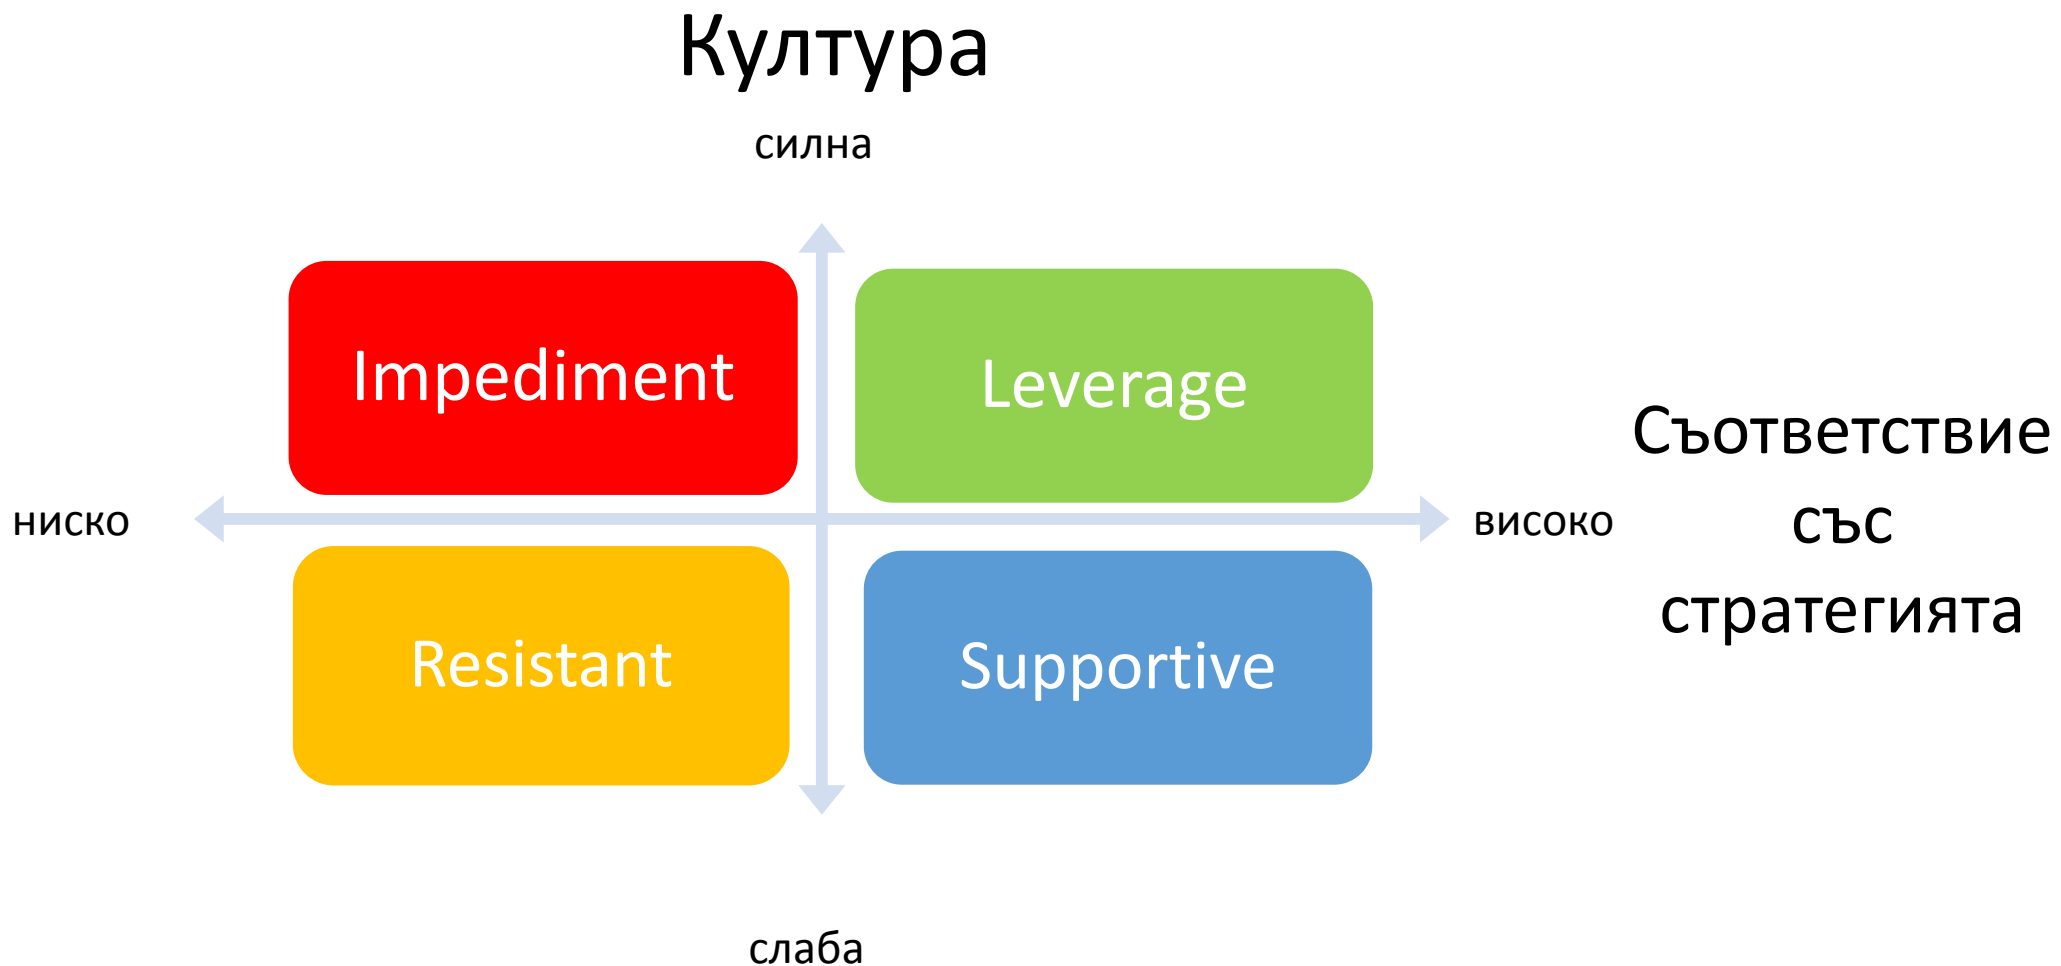 Култура
силна
Impediment
Leverage
Съответствие
със
стратегията
ниско
високо
Resistant
Supportive
слаба